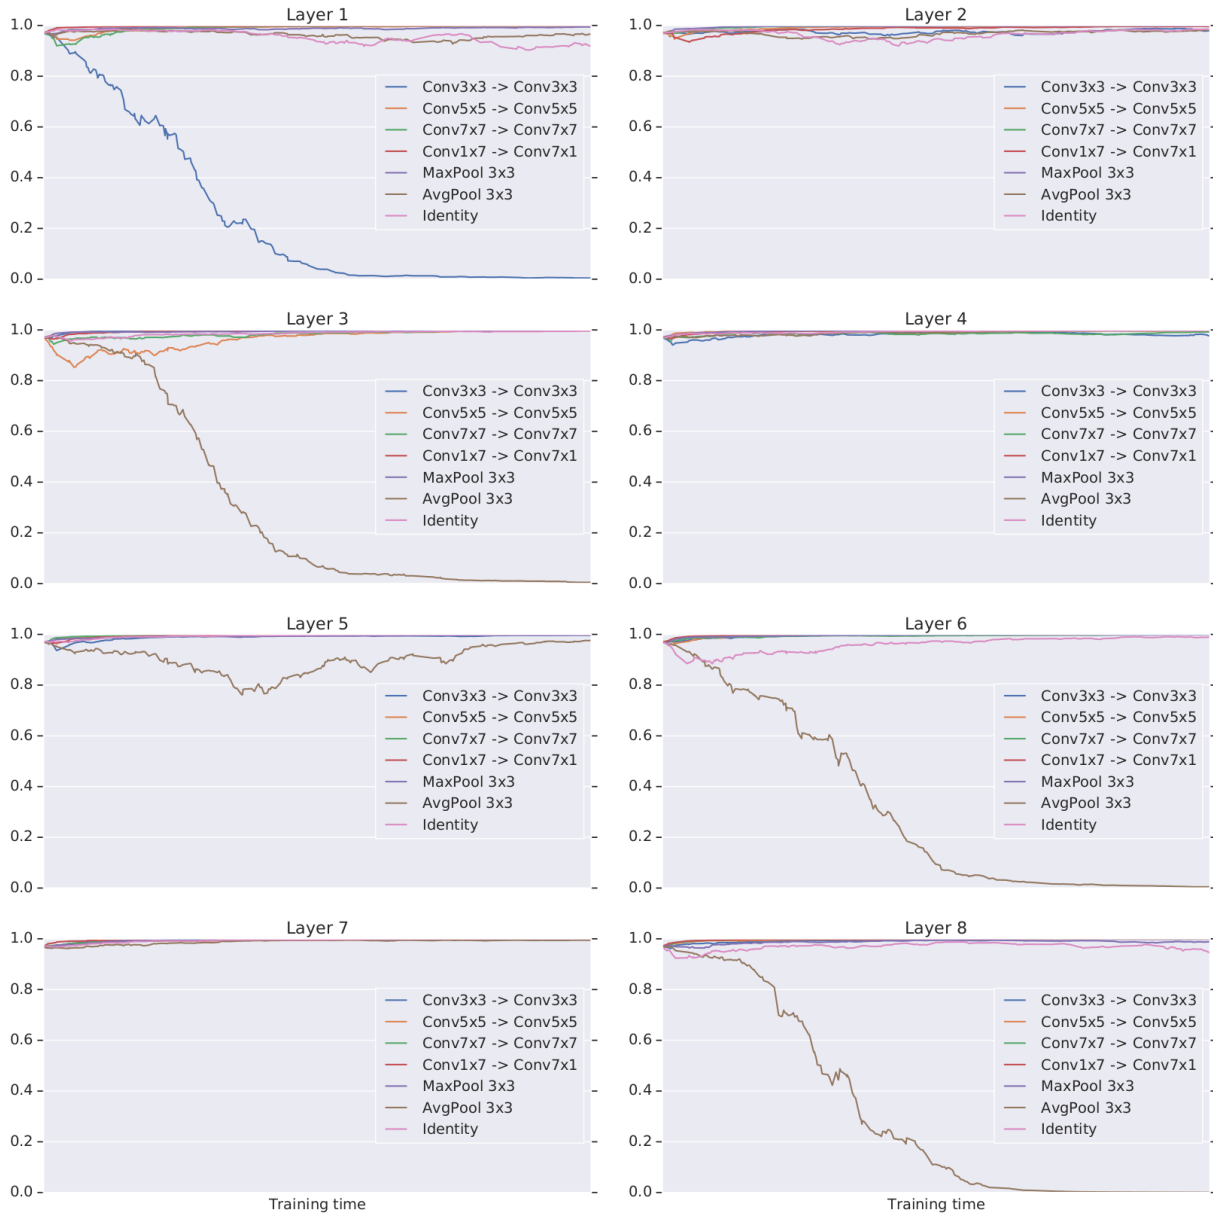 Layer 1
1.0
0.8
0.6
0.4
0.2
0.0
Conv3x3 -> Conv3x3
Conv5x5 -> Conv5x5
Conv7x7 -> Conv7x7
Conv1x7 -> Conv7x1
MaxPool 3x3
AvgPool 3x3
Identity
Layer 2
1.0
0.8
0.6
0.4
0.2
0.0
Conv3x3 -> Conv3x3
Conv5x5 -> Conv5x5
Conv7x7 -> Conv7x7
Conv1x7 -> Conv7x1
MaxPool 3x3
AvgPool 3x3
Identity
Layer 3
1.0
0.8
0.6
0.4
0.2
0.0
Conv3x3 -> Conv3x3
Conv5x5 -> Conv5x5
Conv7x7 -> Conv7x7
Conv1x7 -> Conv7x1
MaxPool 3x3
AvgPool 3x3
Identity
Layer 4
1.0
0.8
0.6
0.4
0.2
0.0
Conv3x3 -> Conv3x3
Conv5x5 -> Conv5x5
Conv7x7 -> Conv7x7
Conv1x7 -> Conv7x1
MaxPool 3x3
AvgPool 3x3
Identity
Layer 5
1.0
0.8
0.6
0.4
0.2
0.0
Conv3x3 -> Conv3x3
Conv5x5 -> Conv5x5
Conv7x7 -> Conv7x7
Conv1x7 -> Conv7x1
MaxPool 3x3
AvgPool 3x3
Identity
Layer 6
1.0
0.8
0.6
0.4
0.2
0.0
Conv3x3 -> Conv3x3
Conv5x5 -> Conv5x5
Conv7x7 -> Conv7x7
Conv1x7 -> Conv7x1
MaxPool 3x3
AvgPool 3x3
Identity
Layer 7
1.0
0.8
0.6
0.4
0.2
0.0
Conv3x3 -> Conv3x3
Conv5x5 -> Conv5x5
Conv7x7 -> Conv7x7
Conv1x7 -> Conv7x1
MaxPool 3x3
AvgPool 3x3
Identity
Training time
Layer 8
1.0
0.8
0.6
0.4
0.2
0.0
Conv3x3 -> Conv3x3
Conv5x5 -> Conv5x5
Conv7x7 -> Conv7x7
Conv1x7 -> Conv7x1
MaxPool 3x3
AvgPool 3x3
Identity
Training time